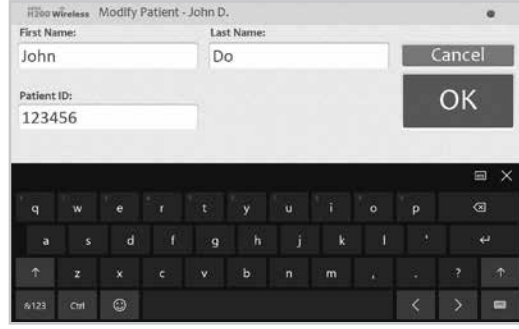 H200 Wireless Modify Patient - John D.
First Name: Last Name:
John Do Cancel
OK
Patient ID:
123456
q w e r t y u i o p
a s d f g h j k l '
z x c v b n m , . ?
&123 Ctrl